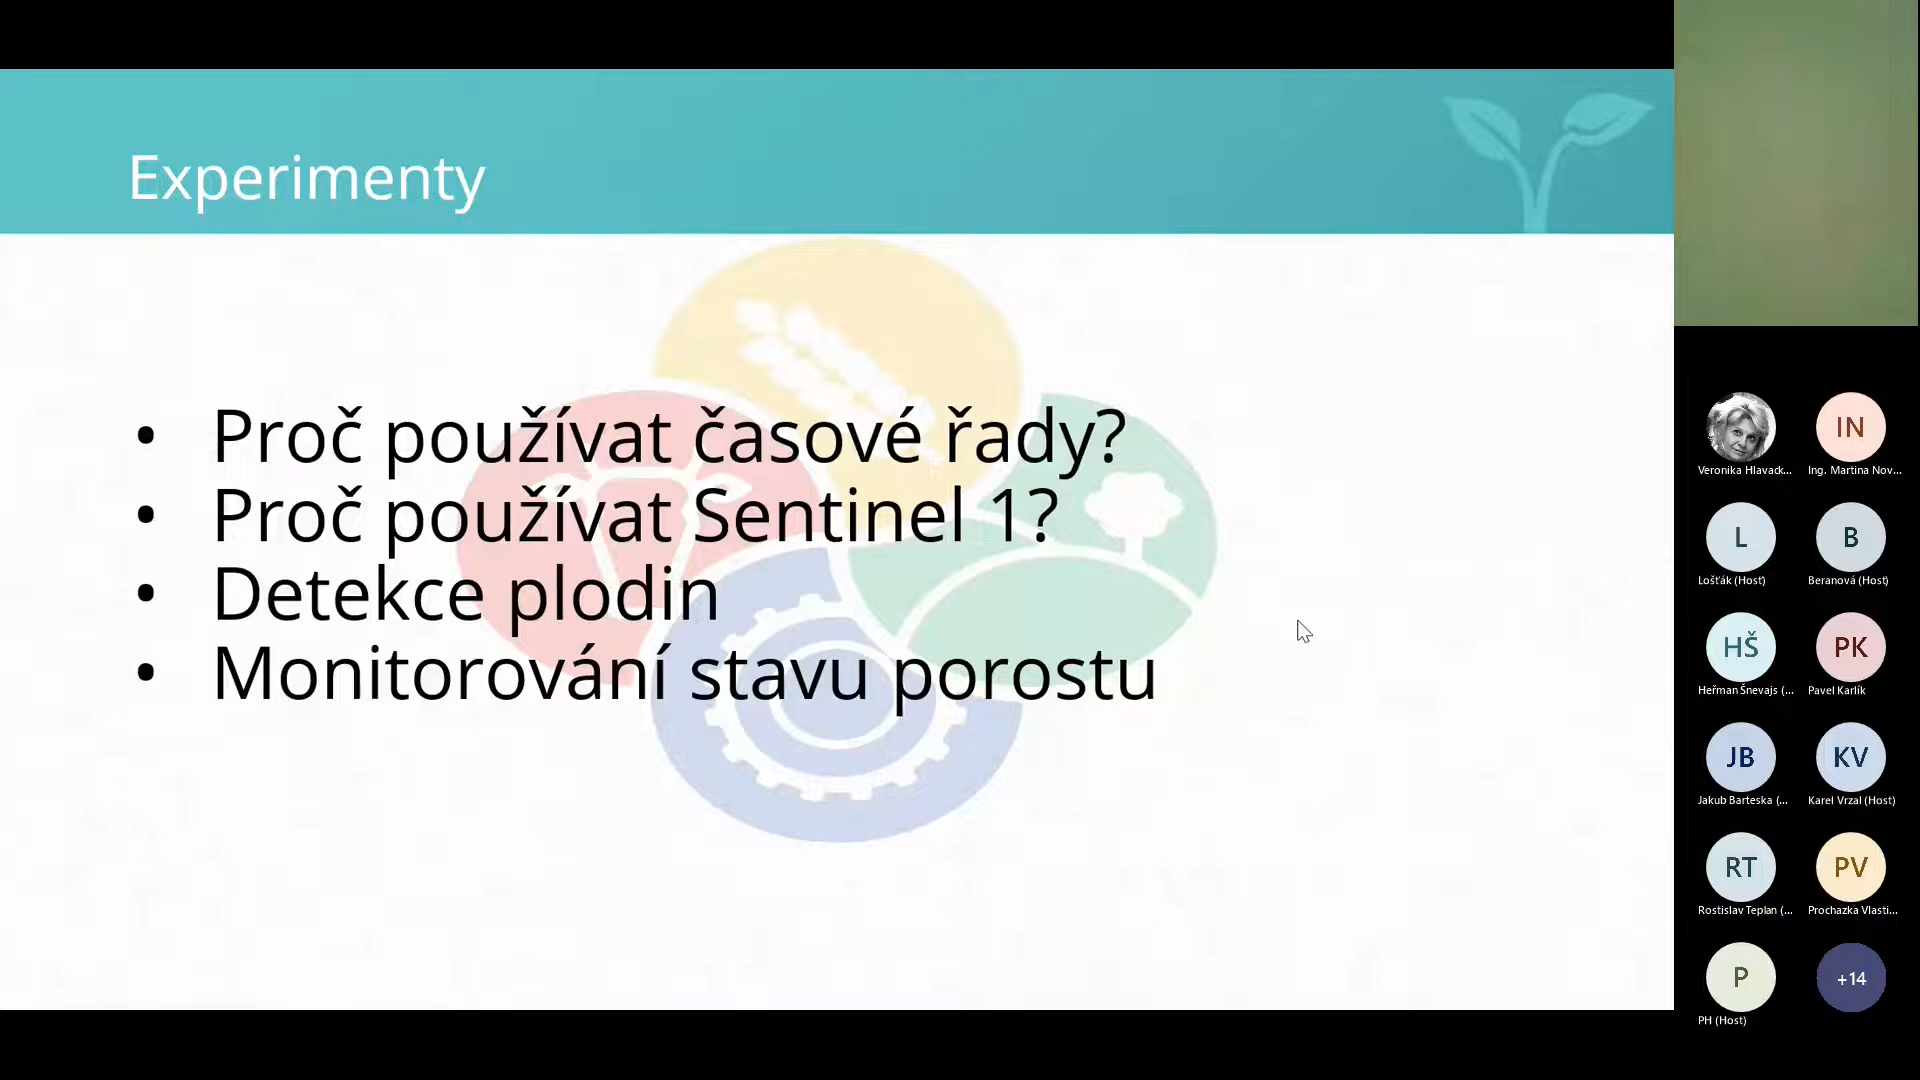 Experimenty
• Proč používat časové řady?
• Proč používat Sentinel 1?
• Detekce plodin
• Monitorování stavu porostu
IN
Veronika Hlavack...
Ing. Martina Nov...
L
B
Lošťák (Host)
Beranová (Host)
HŠ
PK
Heřman Šnevajs (...
Pavel Karlík
JB
KV
Jakub Barteska (...
Karel Vrzal (Host)
RT
PV
Rostislav Teplan (...
Prochazka Vlasti...
P
+14
PH (Host)